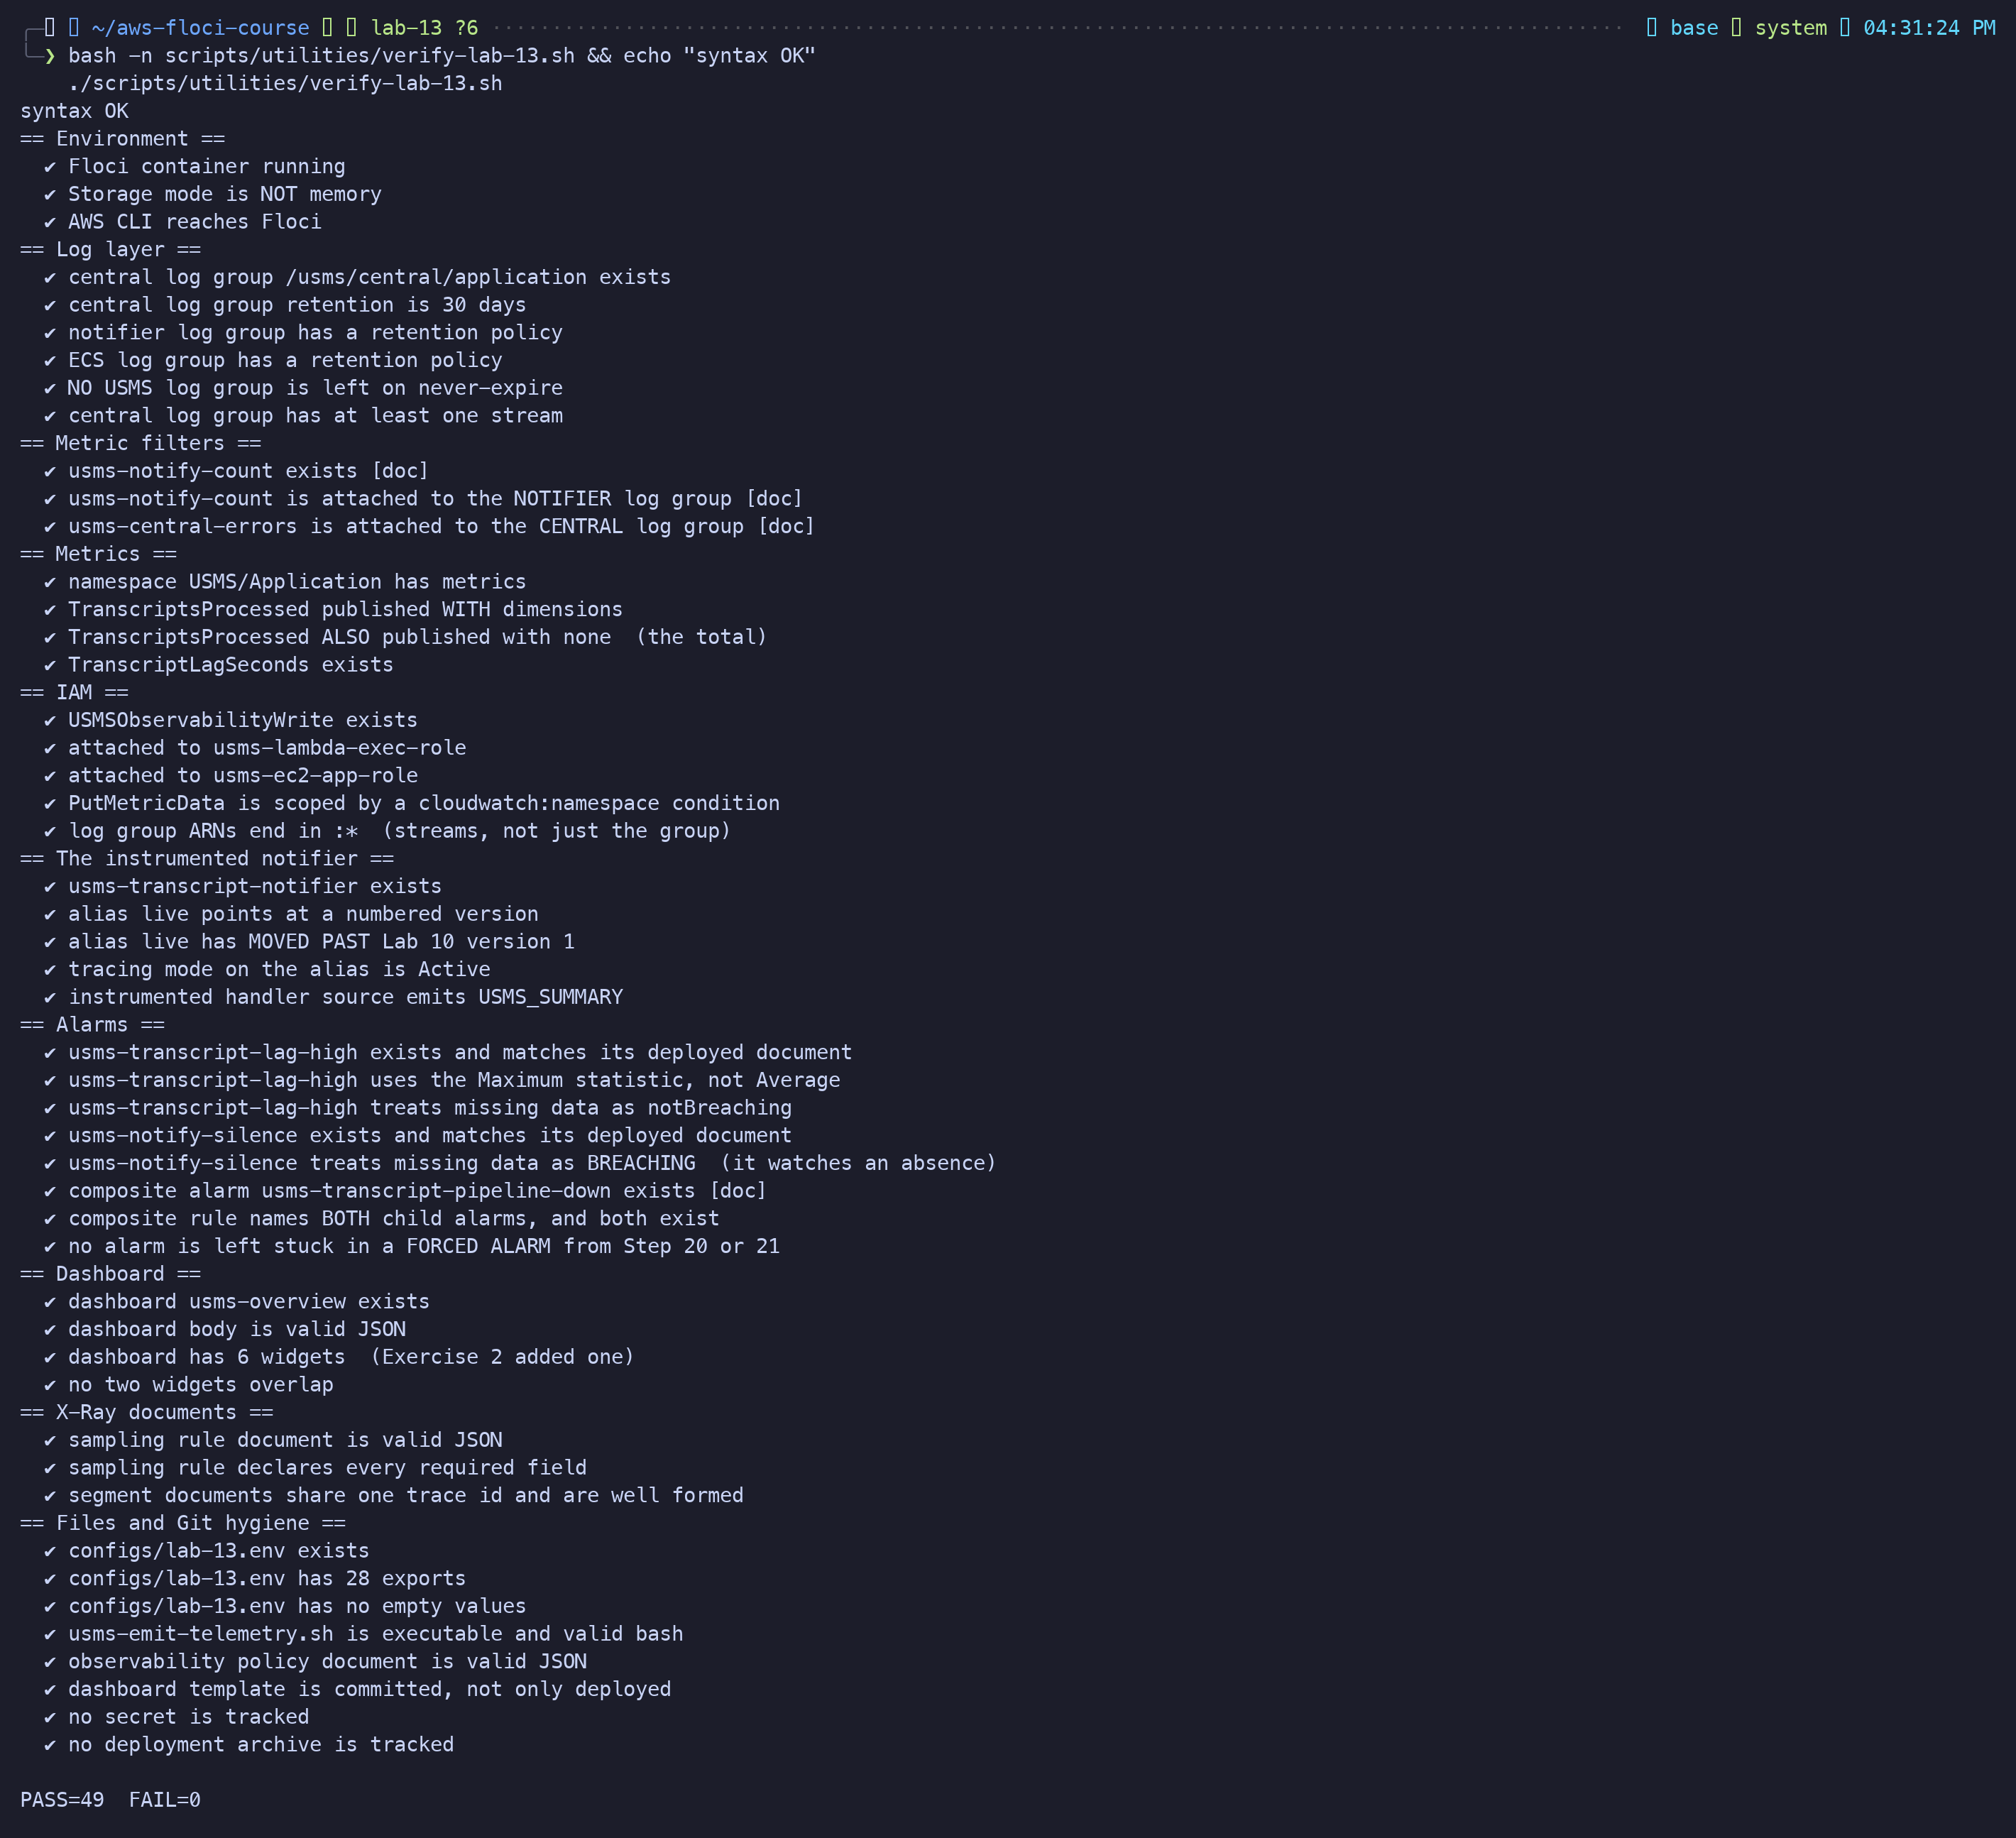 ~/aws-floci-course lab-13 ?6 base system 04:31:24 PM
❯ bash -n scripts/utilities/verify-lab-13.sh && echo "syntax OK"
./scripts/utilities/verify-lab-13.sh
syntax OK
== Environment ==
✔ Floci container running
✔ Storage mode is NOT memory
✔ AWS CLI reaches Floci
== Log layer ==
✔ central log group /usms/central/application exists
✔ central log group retention is 30 days
✔ notifier log group has a retention policy
✔ ECS log group has a retention policy
✔ NO USMS log group is left on never-expire
✔ central log group has at least one stream
== Metric filters ==
✔ usms-notify-count exists [doc]
✔ usms-notify-count is attached to the NOTIFIER log group [doc]
✔ usms-central-errors is attached to the CENTRAL log group [doc]
== Metrics ==
✔ namespace USMS/Application has metrics
✔ TranscriptsProcessed published WITH dimensions
✔ TranscriptsProcessed ALSO published with none  (the total)
✔ TranscriptLagSeconds exists
== IAM ==
✔ USMSObservabilityWrite exists
✔ attached to usms-lambda-exec-role
✔ attached to usms-ec2-app-role
✔ PutMetricData is scoped by a cloudwatch:namespace condition
✔ log group ARNs end in :*  (streams, not just the group)
== The instrumented notifier ==
✔ usms-transcript-notifier exists
✔ alias live points at a numbered version
✔ alias live has MOVED PAST Lab 10 version 1
✔ tracing mode on the alias is Active
✔ instrumented handler source emits USMS_SUMMARY
== Alarms ==
✔ usms-transcript-lag-high exists and matches its deployed document
✔ usms-transcript-lag-high uses the Maximum statistic, not Average
✔ usms-transcript-lag-high treats missing data as notBreaching
✔ usms-notify-silence exists and matches its deployed document
✔ usms-notify-silence treats missing data as BREACHING  (it watches an absence)
✔ composite alarm usms-transcript-pipeline-down exists [doc]
✔ composite rule names BOTH child alarms, and both exist
✔ no alarm is left stuck in a FORCED ALARM from Step 20 or 21
== Dashboard ==
✔ dashboard usms-overview exists
✔ dashboard body is valid JSON
✔ dashboard has 6 widgets  (Exercise 2 added one)
✔ no two widgets overlap
== X-Ray documents ==
✔ sampling rule document is valid JSON
✔ sampling rule declares every required field
✔ segment documents share one trace id and are well formed
== Files and Git hygiene ==
✔ configs/lab-13.env exists
✔ configs/lab-13.env has 28 exports
✔ configs/lab-13.env has no empty values
✔ usms-emit-telemetry.sh is executable and valid bash
✔ observability policy document is valid JSON
✔ dashboard template is committed, not only deployed
✔ no secret is tracked
✔ no deployment archive is tracked
PASS=49  FAIL=0